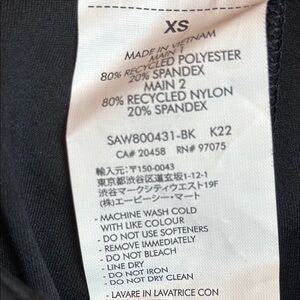 XS
MADE IN VIETNAM
MAIN 1
80% RECYCLED POLYESTER
20% SPANDEX
MAIN 2
80% RECYCLED NYLON
20% SPANDEX
SAW800431-BK K22
CA# 20458 RN# 97075
輸入元:〒150-0043
東京都渋谷区道玄坂1-12-1
渋谷マークシティウエスト19F
(株)エービーシー・マート
- MACHINE WASH COLD
WITH LIKE COLOUR
- DO NOT USE SOFTENERS
- REMOVE IMMEDIATELY
- DO NOT BLEACH
- LINE DRY
- DO NOT IRON
- DO NOT DRY CLEAN
- LAVARE IN LAVATRICE CON